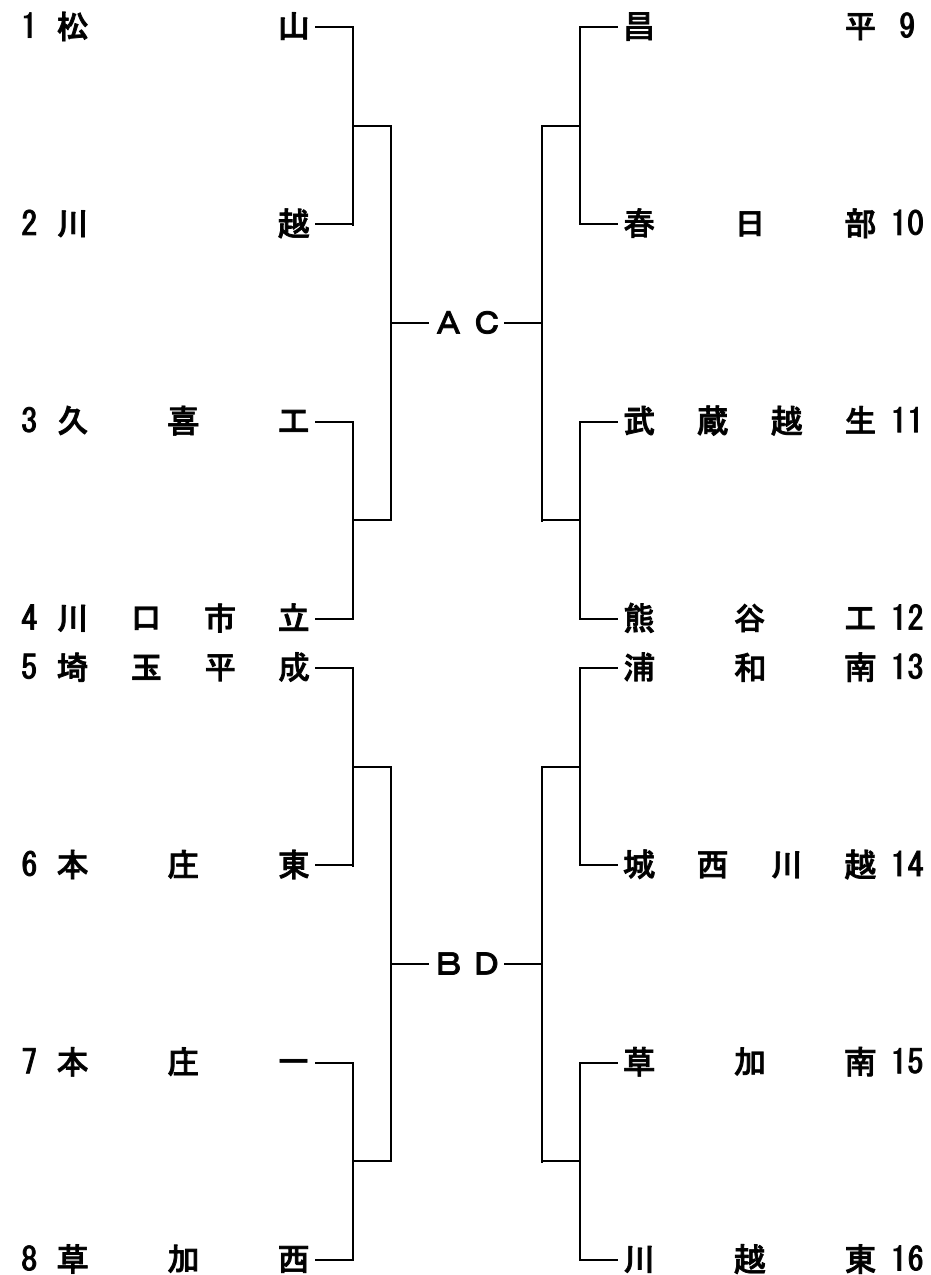 1 松山
昌平 9
2 川越
春日部 10
A C
3 久喜工
武蔵越生 11
4 川口市立
熊谷工 12
5 埼玉平成
浦和南 13
6 本庄東
城西川越 14
B D
7 本庄一
草加南 15
8 草加西
川越東 16